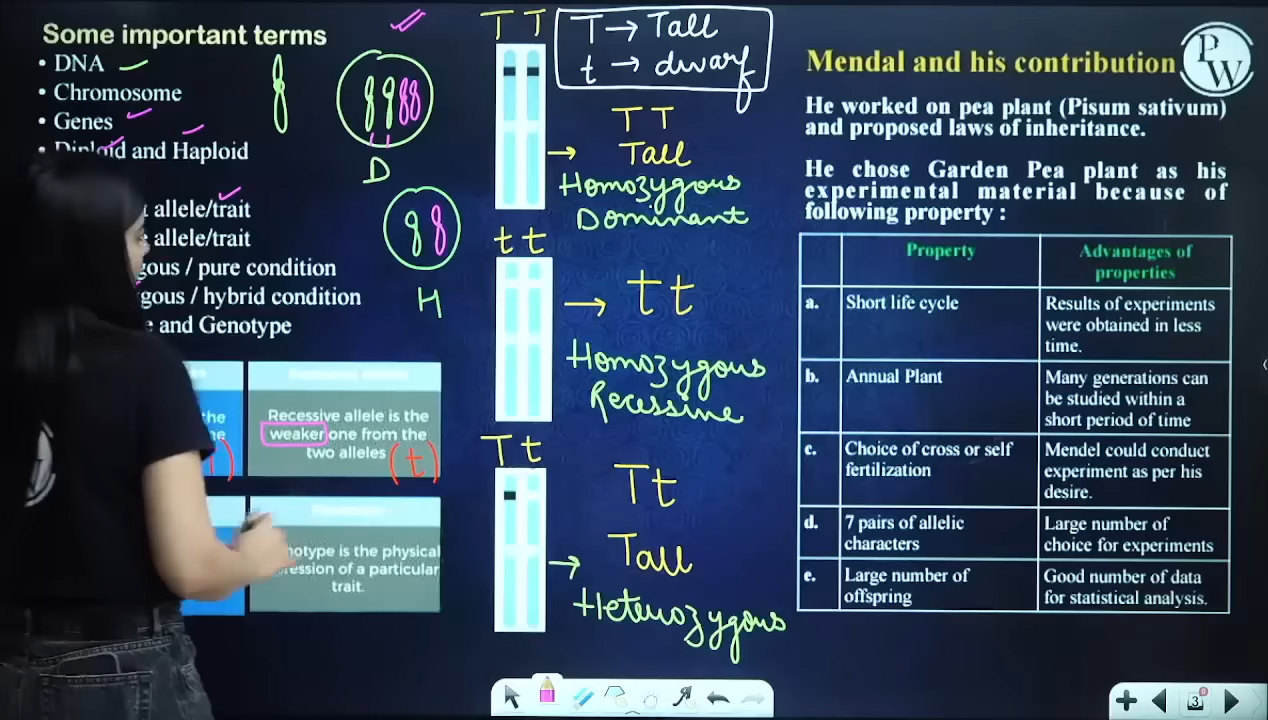 Some important terms
• DNA
• Chromosome
• Genes
• Diploid and Haploid
allele/trait
allele/trait
/ pure condition
/ hybrid condition
and Genotype
D
H
the
Recessive allele is the
weaker one from the
two alleles (t)
is the physical
of a particular
trait.
T T
T → Tall
t → dwarf
T T
→ Tall
Homozygous
Dominant
t t
→ t t
Homozygous
Recessine
T t
T t
→ Tall
Heterozygous
Mendal and his contribution
PW
He worked on pea plant (Pisum sativum)
and proposed laws of inheritance.
He chose Garden Pea plant as his
experimental material because of
following property :
Property
Advantages of
properties
a. Short life cycle
Results of experiments
were obtained in less
time.
b. Annual Plant
Many generations can
be studied within a
short period of time
c. Choice of cross or self
fertilization
Mendel could conduct
experiment as per his
desire.
d. 7 pairs of allelic
characters
Large number of
choice for experiments
e. Large number of
offspring
Good number of data
for statistical analysis.
3